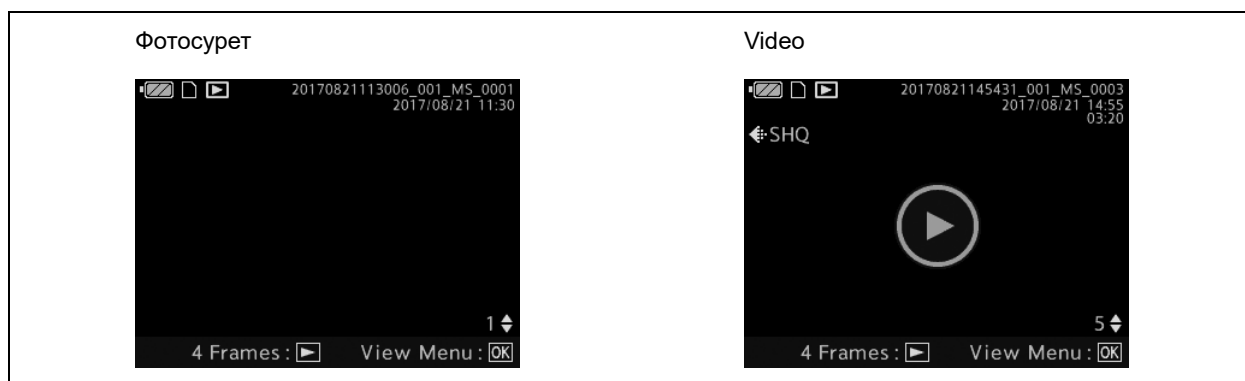 Фотосурет
20170821113006_001_MS_0001
2017/08/21 11:30
1
4 Frames : View Menu : OK
Video
20170821145431_001_MS_0003
2017/08/21 14:55
03:20
SHQ
5
4 Frames : View Menu : OK